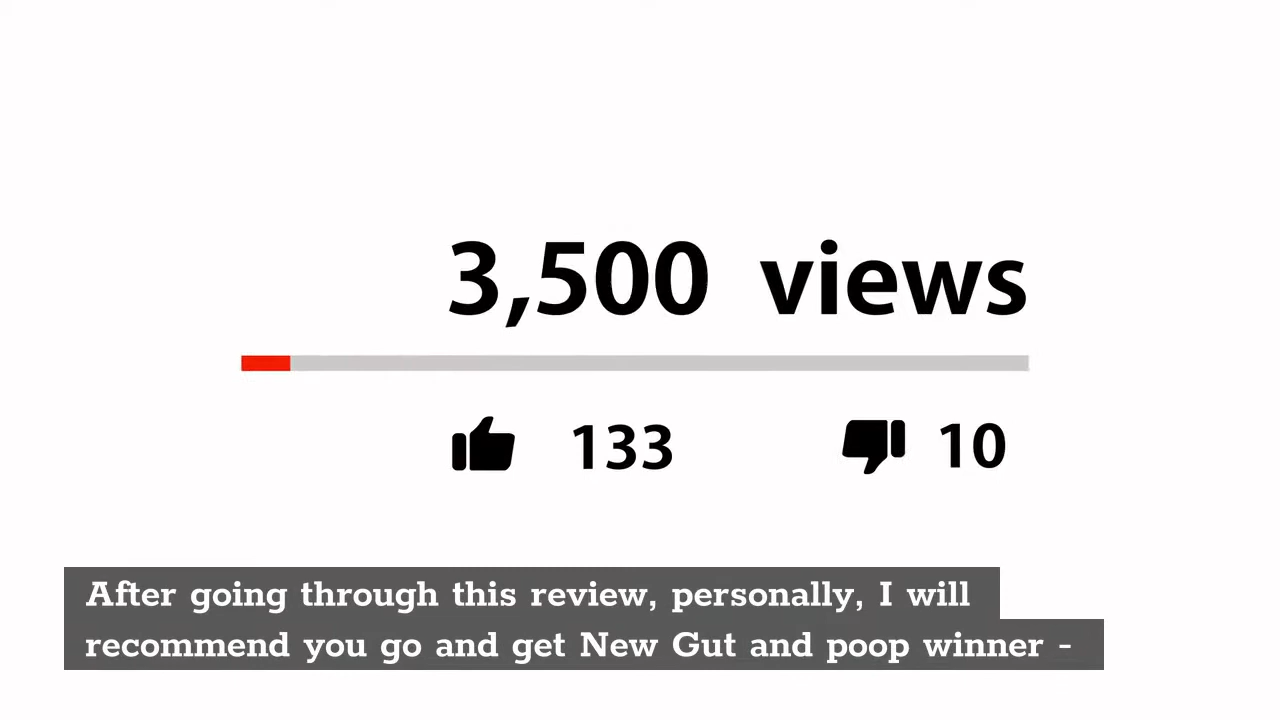 3,500 views
133 10
After going through this review, personally, I will
recommend you go and get New Gut and poop winner -